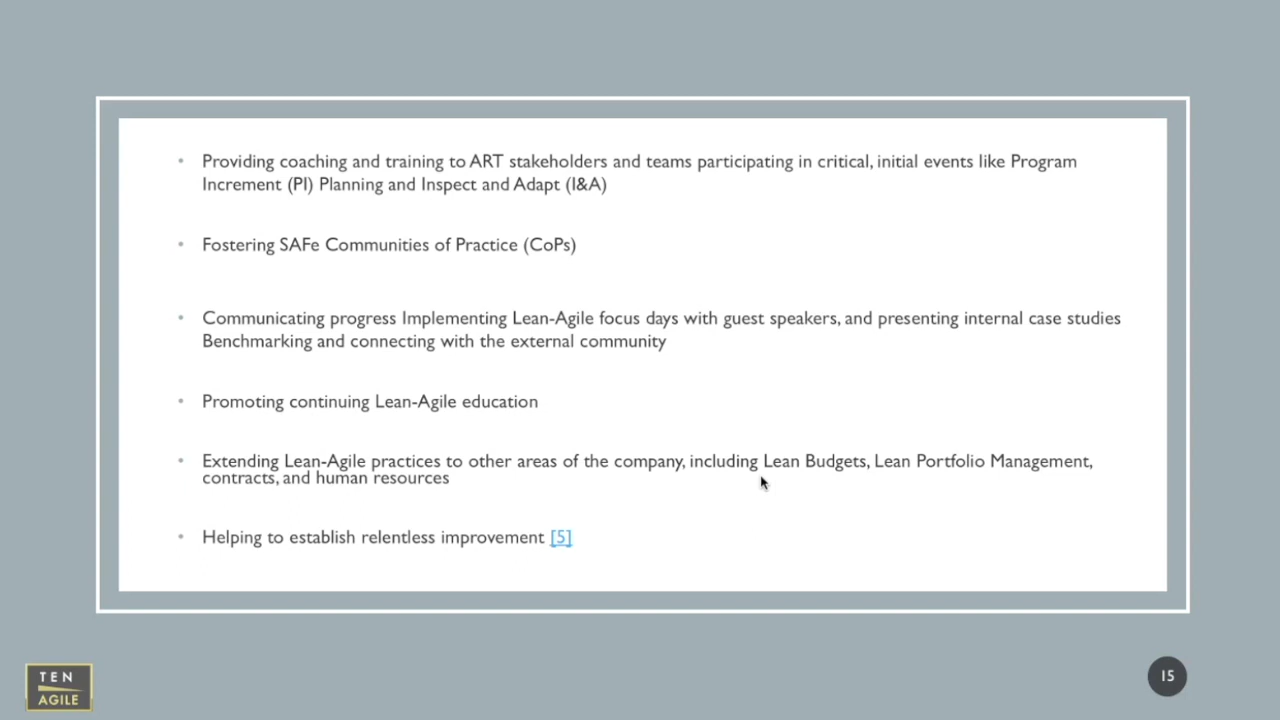 • Providing coaching and training to ART stakeholders and teams participating in critical, initial events like Program
Increment (PI) Planning and Inspect and Adapt (I&A)
• Fostering SAFe Communities of Practice (CoPs)
• Communicating progress Implementing Lean-Agile focus days with guest speakers, and presenting internal case studies
Benchmarking and connecting with the external community
• Promoting continuing Lean-Agile education
• Extending Lean-Agile practices to other areas of the company, including Lean Budgets, Lean Portfolio Management,
contracts, and human resources
• Helping to establish relentless improvement [5]
TEN
AGILE
15